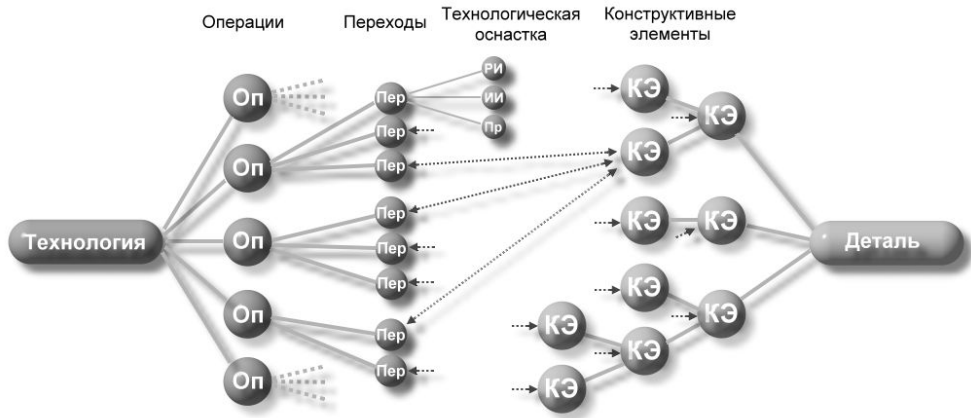 Операции
Переходы
Технологическая
оснастка
Конструктивные
элементы
Оп
Оп
Оп
Оп
Оп
Пер
Пер
Пер
Пер
Пер
Пер
Пер
Пер
РИ
ИИ
Пр
КЭ
КЭ
КЭ
КЭ
КЭ
КЭ
КЭ
КЭ
КЭ
КЭ
Технология
Деталь